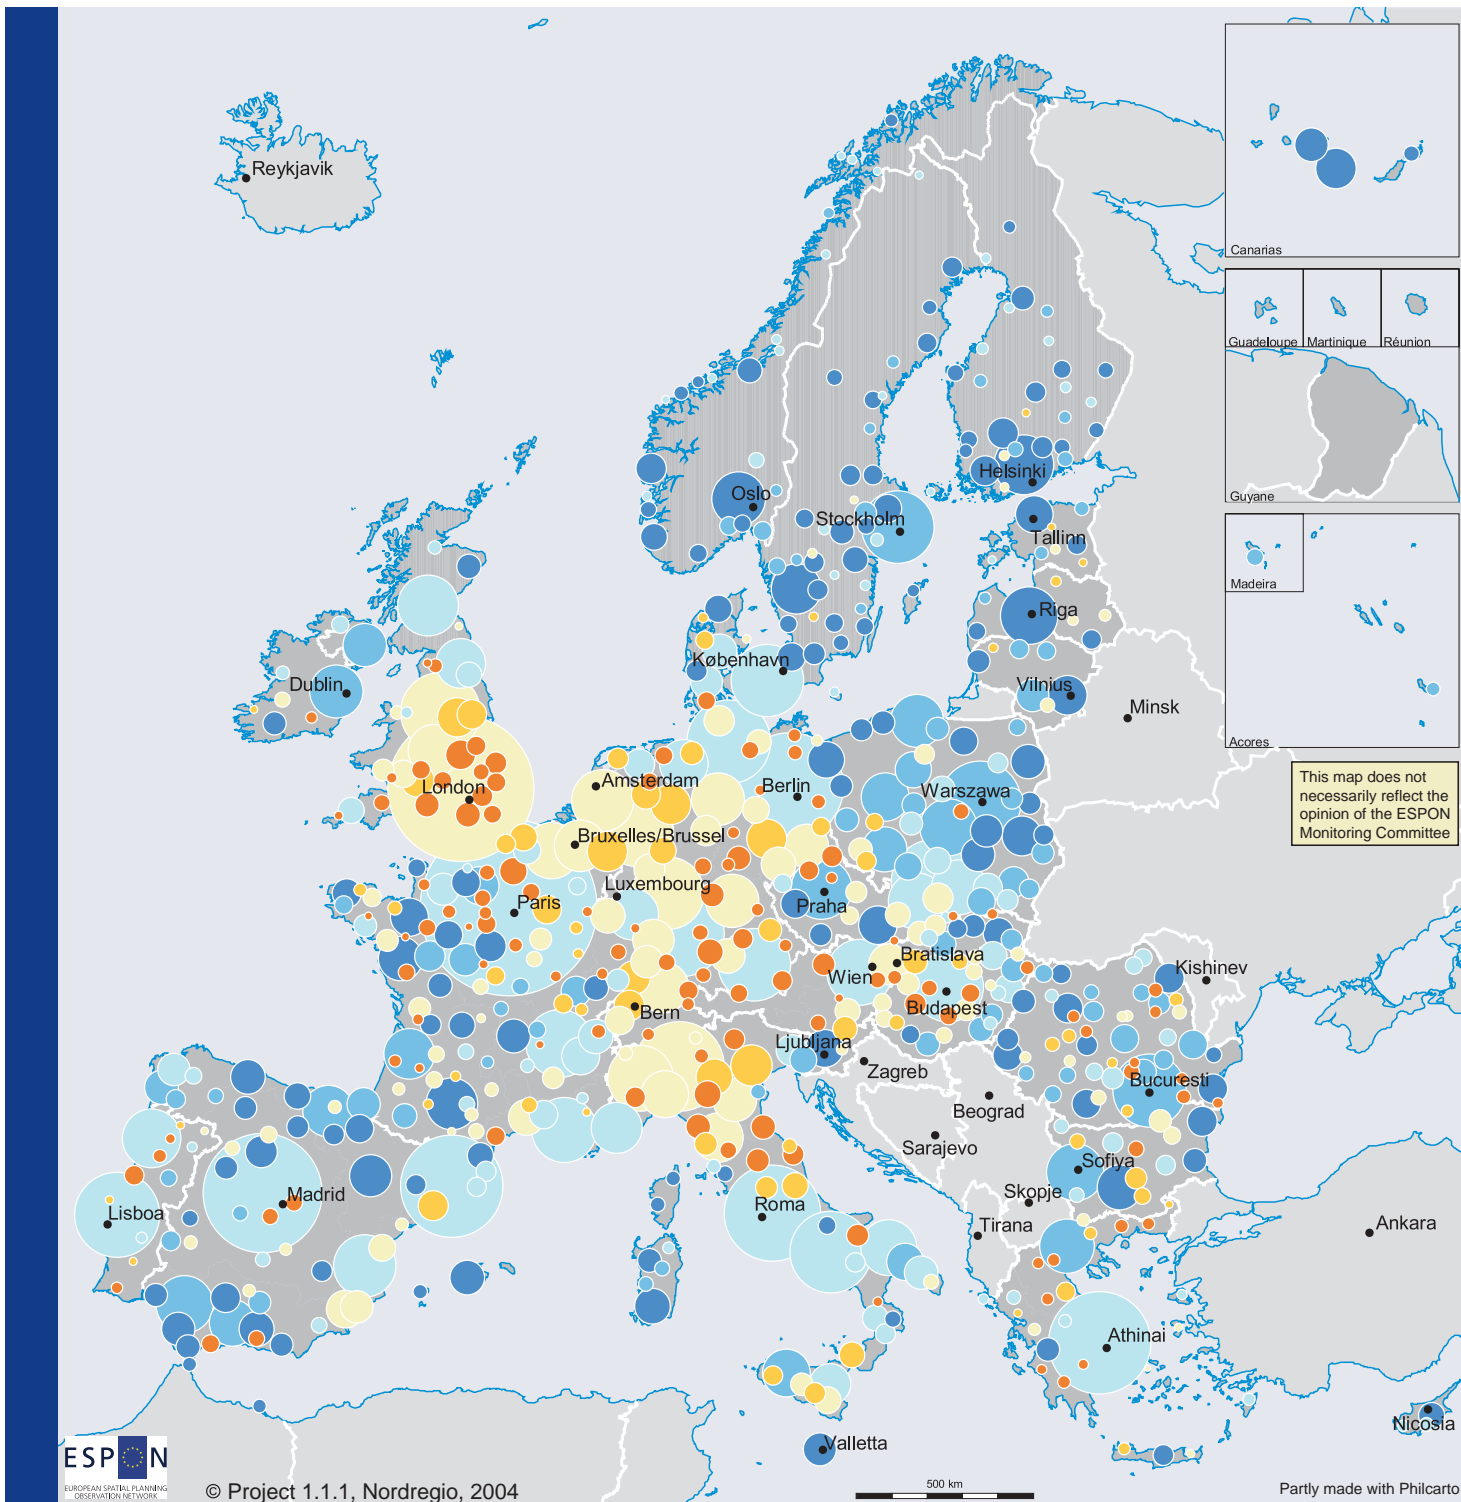 Reykjavik
Canarias
Guadeloupe
Martinique
Réunion
Guyane
Helsinki
Oslo
Stockholm
Tallinn
Madeira
Riga
København
Dublin
Vilnius
Minsk
Acores
This map does not
necessarily reflect the
opinion of the ESPON
Monitoring Committee
Amsterdam
London
Berlin
Warszawa
Bruxelles/Brussel
Luxembourg
Paris
Praha
Bratislava
Wien
Kishinev
Budapest
Bern
Ljubljana
Zagreb
Bucuresti
Beograd
Sarajevo
Sofiya
Skopje
Madrid
Lisboa
Roma
Tirana
Ankara
Athinai
Nicosia
Valletta
ESPON
EUROPEAN SPATIAL PLANNING
OBSERVATION NETWORK
© Project 1.1.1, Nordregio, 2004
500 km
Partly made with Philcarto